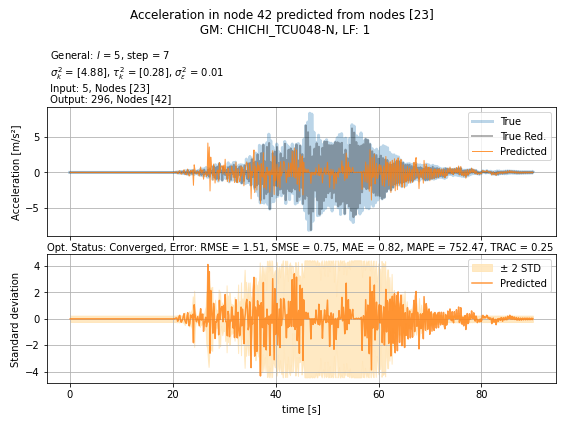 Acceleration in node 42 predicted from nodes [23]
GM: CHICHI_TCU048-N, LF: 1
General: l = 5, step = 7
σ²ₖ = [4.88], τ²ₖ = [0.28], σ²ε = 0.01
Input: 5, Nodes [23]
Output: 296, Nodes [42]
Acceleration [m/s²]
5
0
−5
True
True Red.
Predicted
Opt. Status: Converged, Error: RMSE = 1.51, SMSE = 0.75, MAE = 0.82, MAPE = 752.47, TRAC = 0.25
Standard deviation
4
2
0
−2
−4
± 2 STD
Predicted
0 20 40 60 80
time [s]